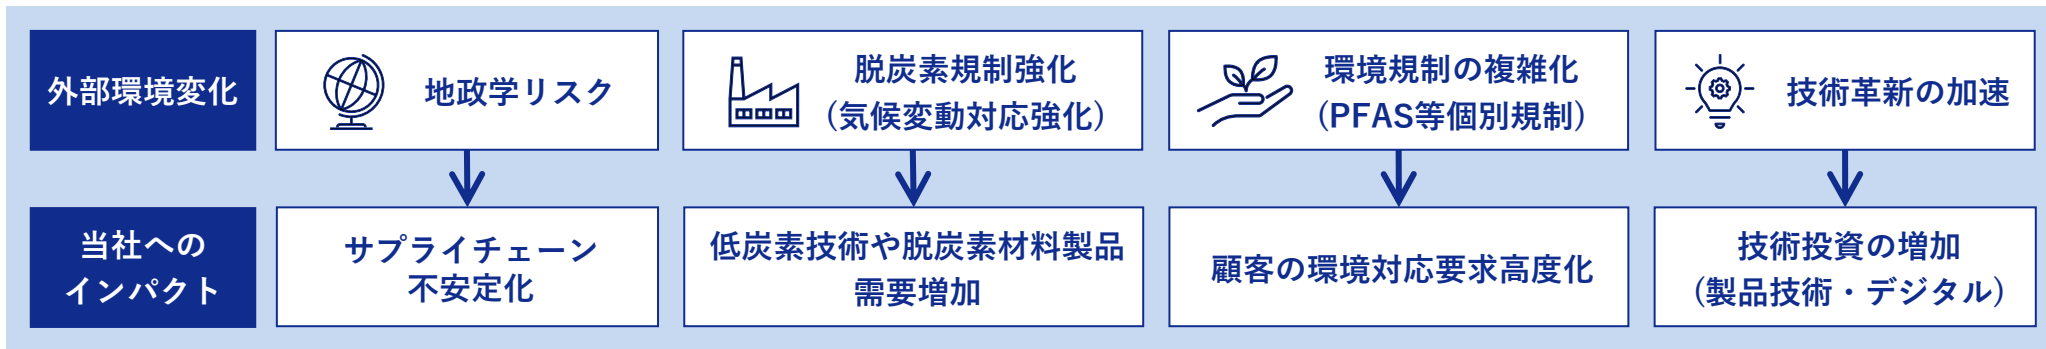 外部環境変化
地政学リスク
脱炭素規制強化
(気候変動対応強化)
環境規制の複雑化
(PFAS等個別規制)
技術革新の加速
当社への
インパクト
サプライチェーン
不安定化
低炭素技術や脱炭素材料製品
需要増加
顧客の環境対応要求高度化
技術投資の増加
(製品技術・デジタル)